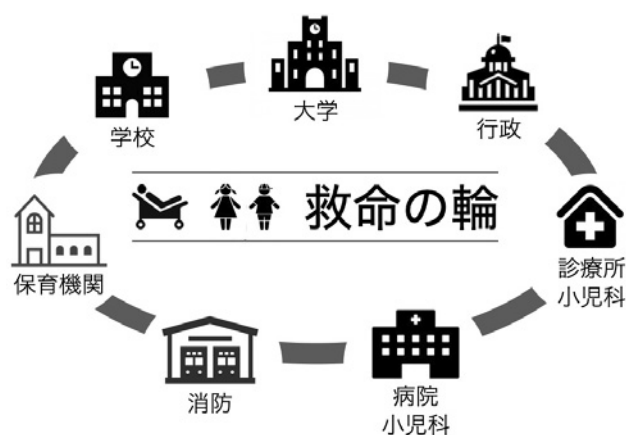 大学
学校
行政
救命の輪
保育機関
診療所
小児科
消防
病院
小児科